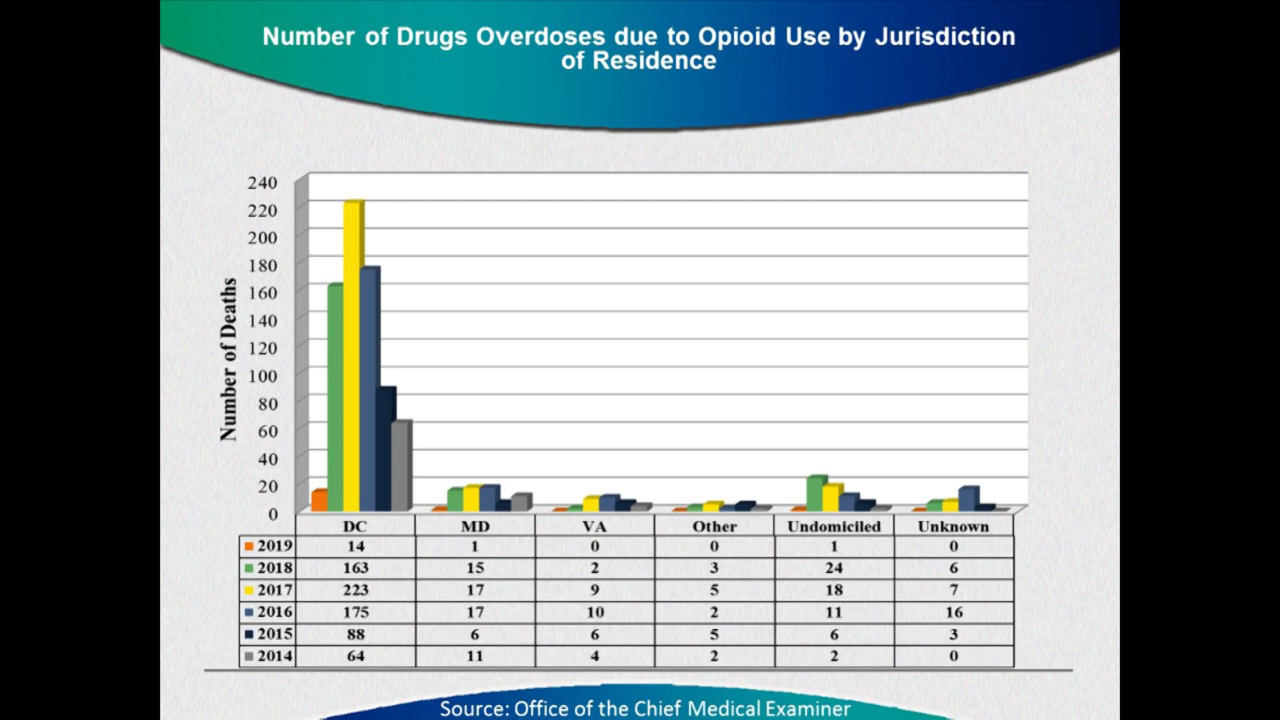 Number of Drugs Overdoses due to Opioid Use by Jurisdiction
of Residence
Number of Deaths
240
220
200
180
160
140
120
100
80
60
40
20
0
DC MD VA Other Undomiciled Unknown
2019 14 1 0 0 1 0
2018 163 15 2 3 24 6
2017 223 17 9 5 18 7
2016 175 17 10 2 11 16
2015 88 6 6 5 6 3
2014 64 11 4 2 2 0
Source: Office of the Chief Medical Examiner